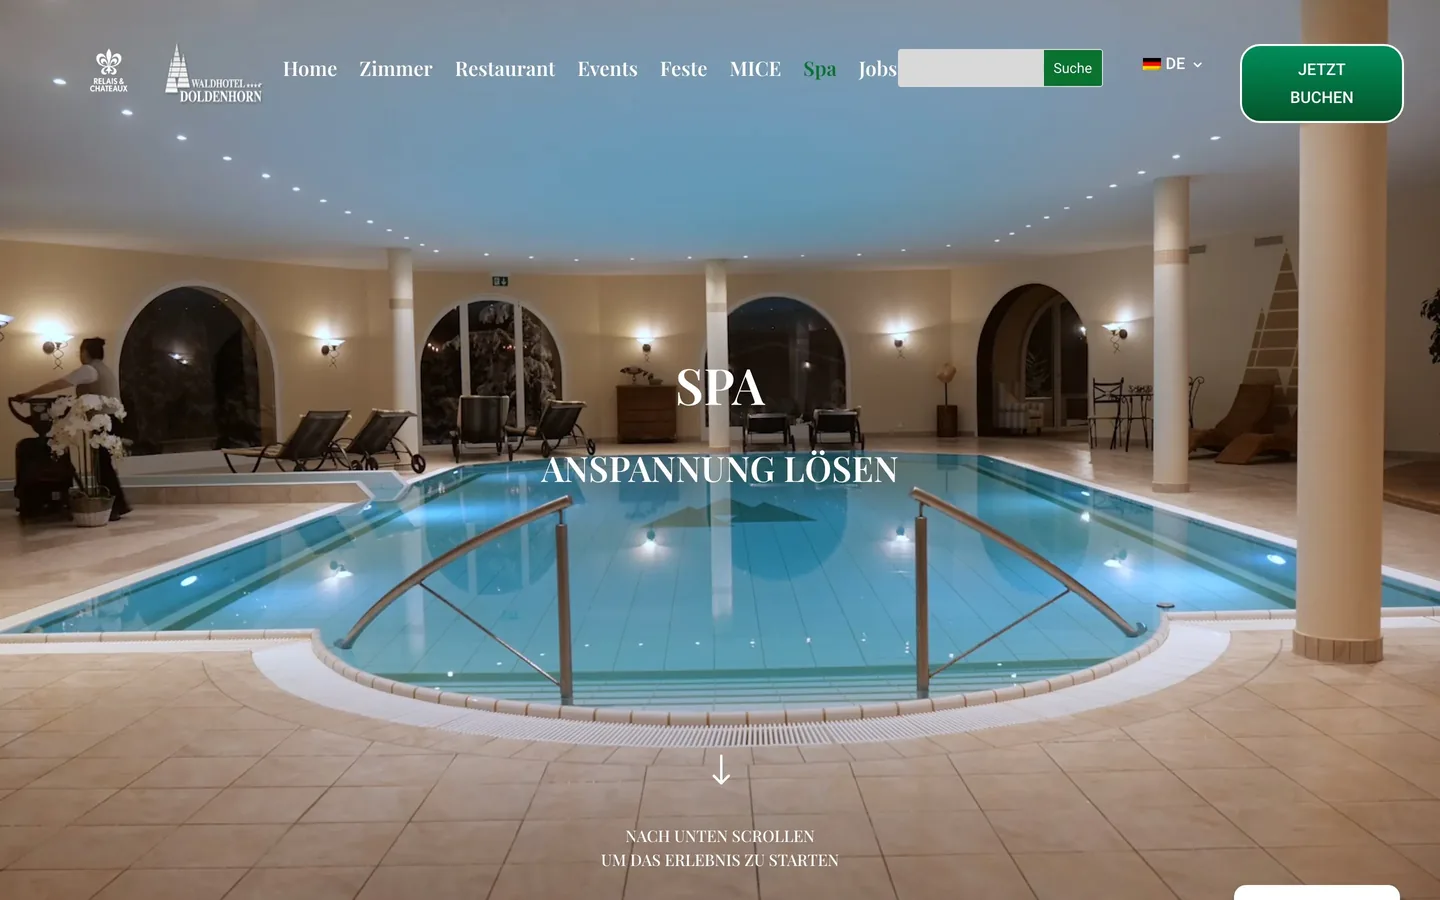 RELAIS &
CHATEAUX
WALDHOTEL ****S
DOLDENHORN
Home
Zimmer
Restaurant
Events
Feste
MICE
Spa
Jobs
Suche
DE
JETZT
BUCHEN
SPA
ANSPANNUNG LÖSEN
NACH UNTEN SCROLLEN
UM DAS ERLEBNIS ZU STARTEN